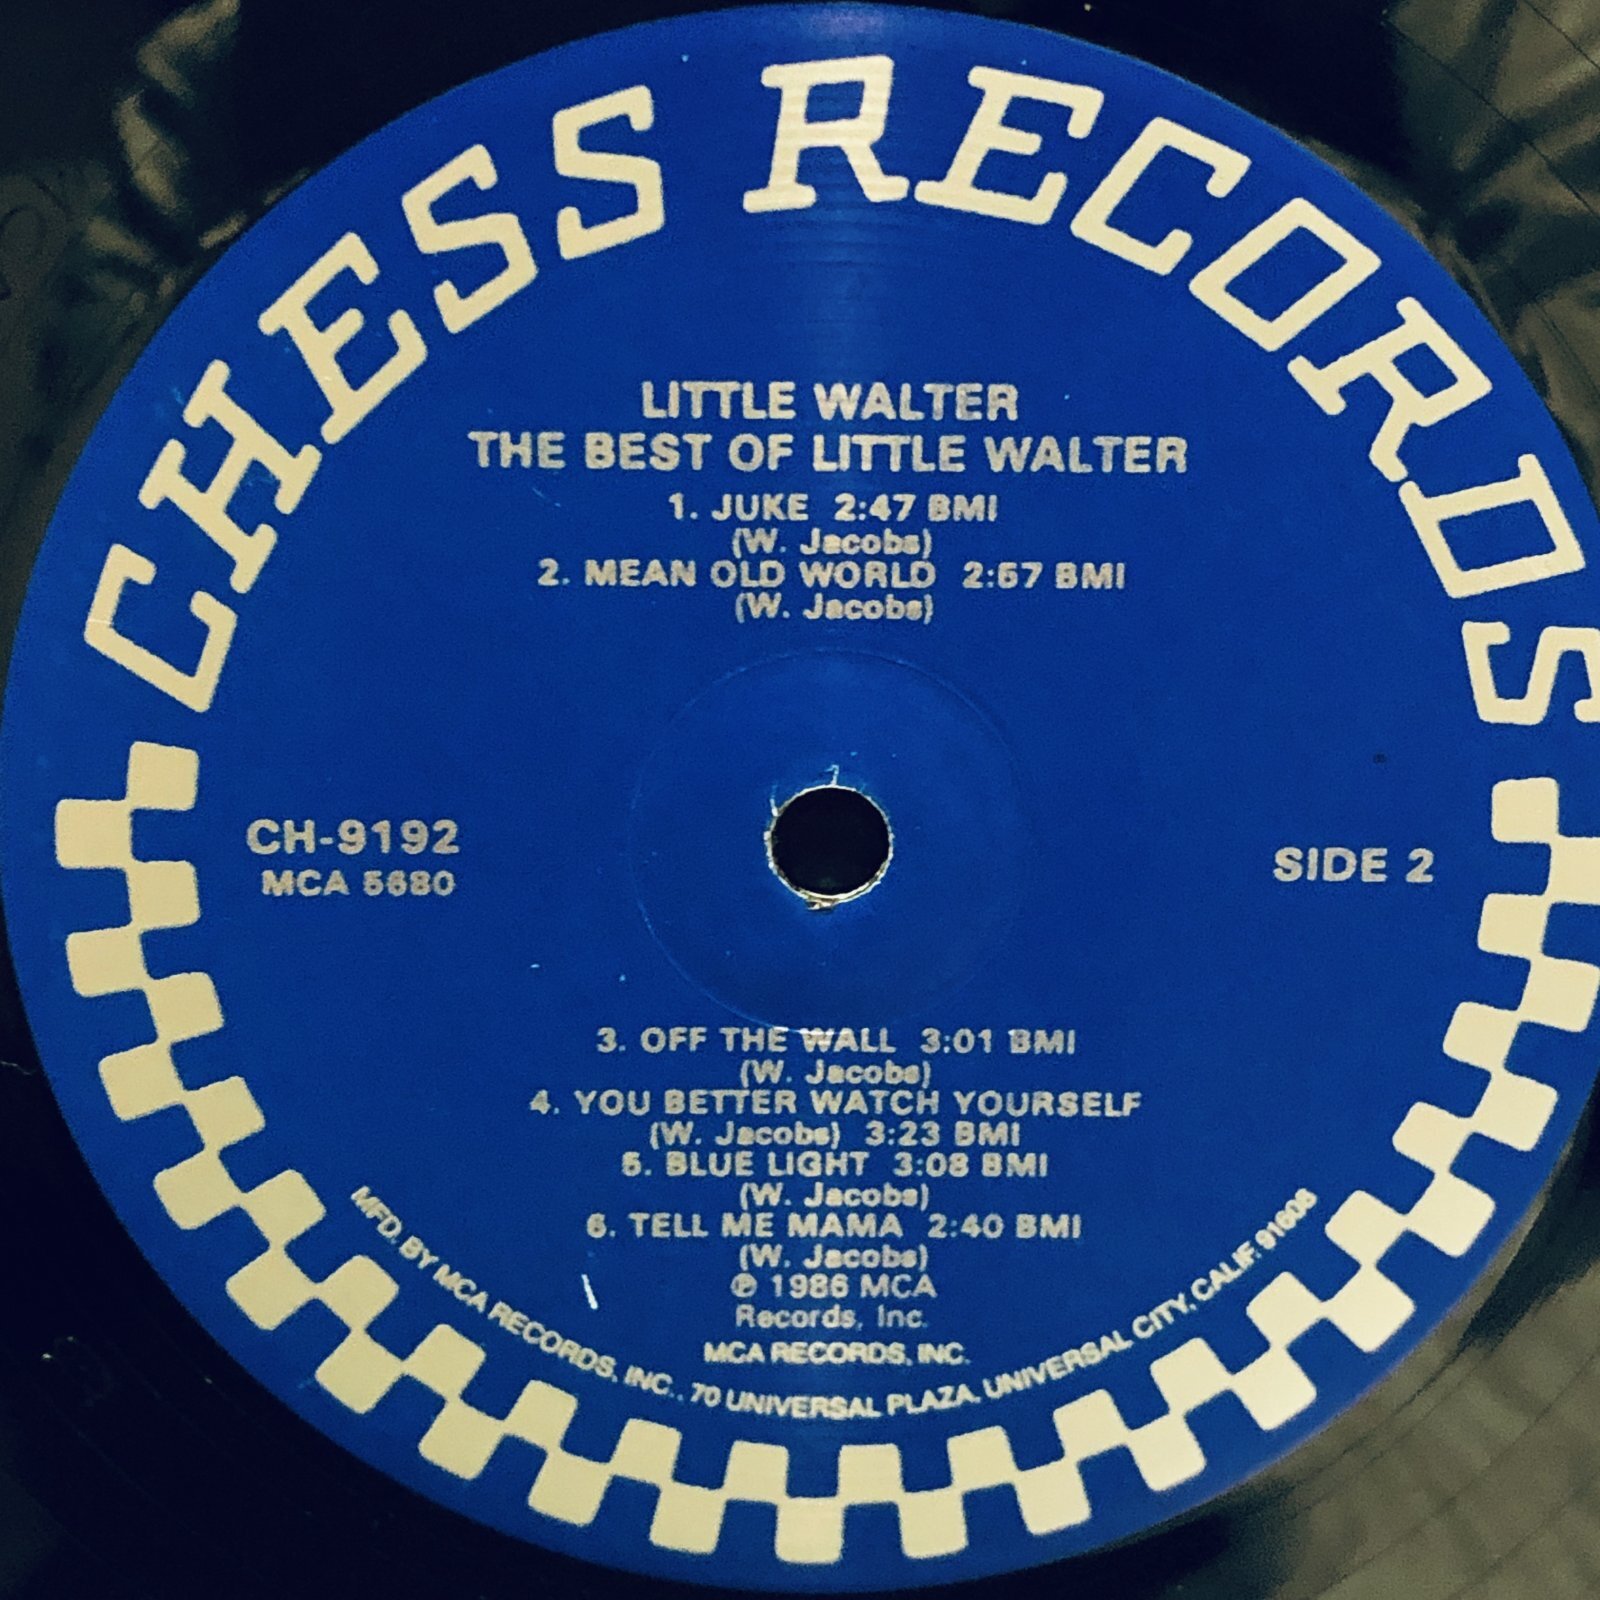 CHESS RECORDS
LITTLE WALTER
THE BEST OF LITTLE WALTER
1. JUKE 2:47 BMI
(W. Jacobs)
2. MEAN OLD WORLD 2:57 BMI
(W. Jacobs)
CH-9192
MCA 5680
SIDE 2
3. OFF THE WALL 3:01 BMI
(W. Jacobs)
4. YOU BETTER WATCH YOURSELF
(W. Jacobs) 3:23 BMI
5. BLUE LIGHT 3:08 BMI
(W. Jacobs)
6. TELL ME MAMA 2:40 BMI
(W. Jacobs)
℗ 1986 MCA
Records, Inc.
MCA RECORDS, INC.
MFD. BY MCA RECORDS, INC., 70 UNIVERSAL PLAZA, UNIVERSAL CITY, CALIF. 91608